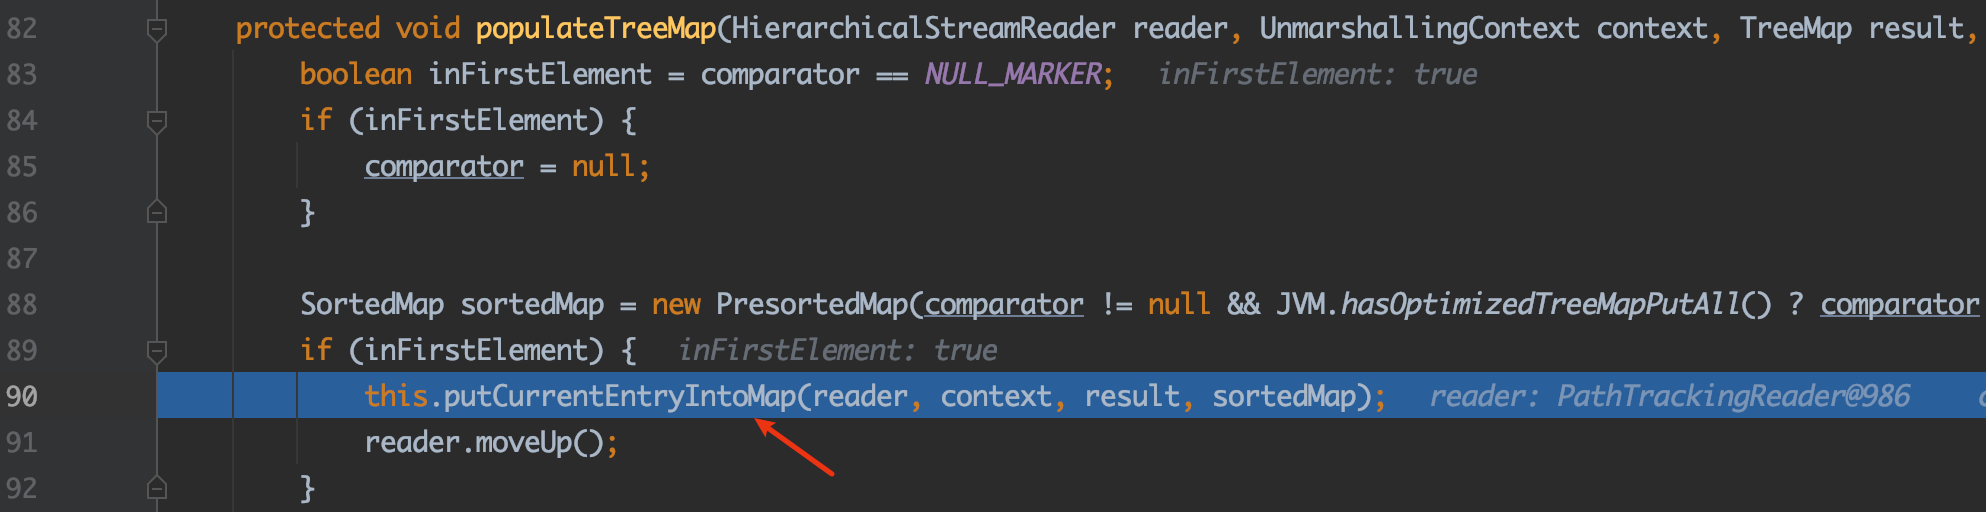 82 protected void populateTreeMap(HierarchicalStreamReader reader, UnmarshallingContext context, TreeMap result,
83 boolean inFirstElement = comparator == NULL_MARKER; inFirstElement: true
84 if (inFirstElement) {
85 comparator = null;
86 }
87
88 SortedMap sortedMap = new PresortedMap(comparator != null && JVM.hasOptimizedTreeMapPutAll() ? comparator
89 if (inFirstElement) { inFirstElement: true
90 this.putCurrentEntryIntoMap(reader, context, result, sortedMap); reader: PathTrackingReader@986
91 reader.moveUp();
92 }